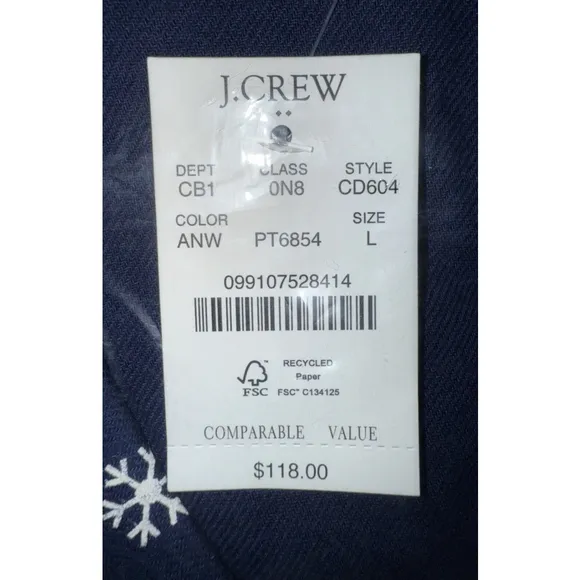 J.CREW
DEPT CLASS STYLE
CB1 0N8 CD604
COLOR SIZE
ANW PT6854 L
099107528414
RECYCLED
Paper
FSC™ C134125
FSC™
COMPARABLE VALUE
$118.00